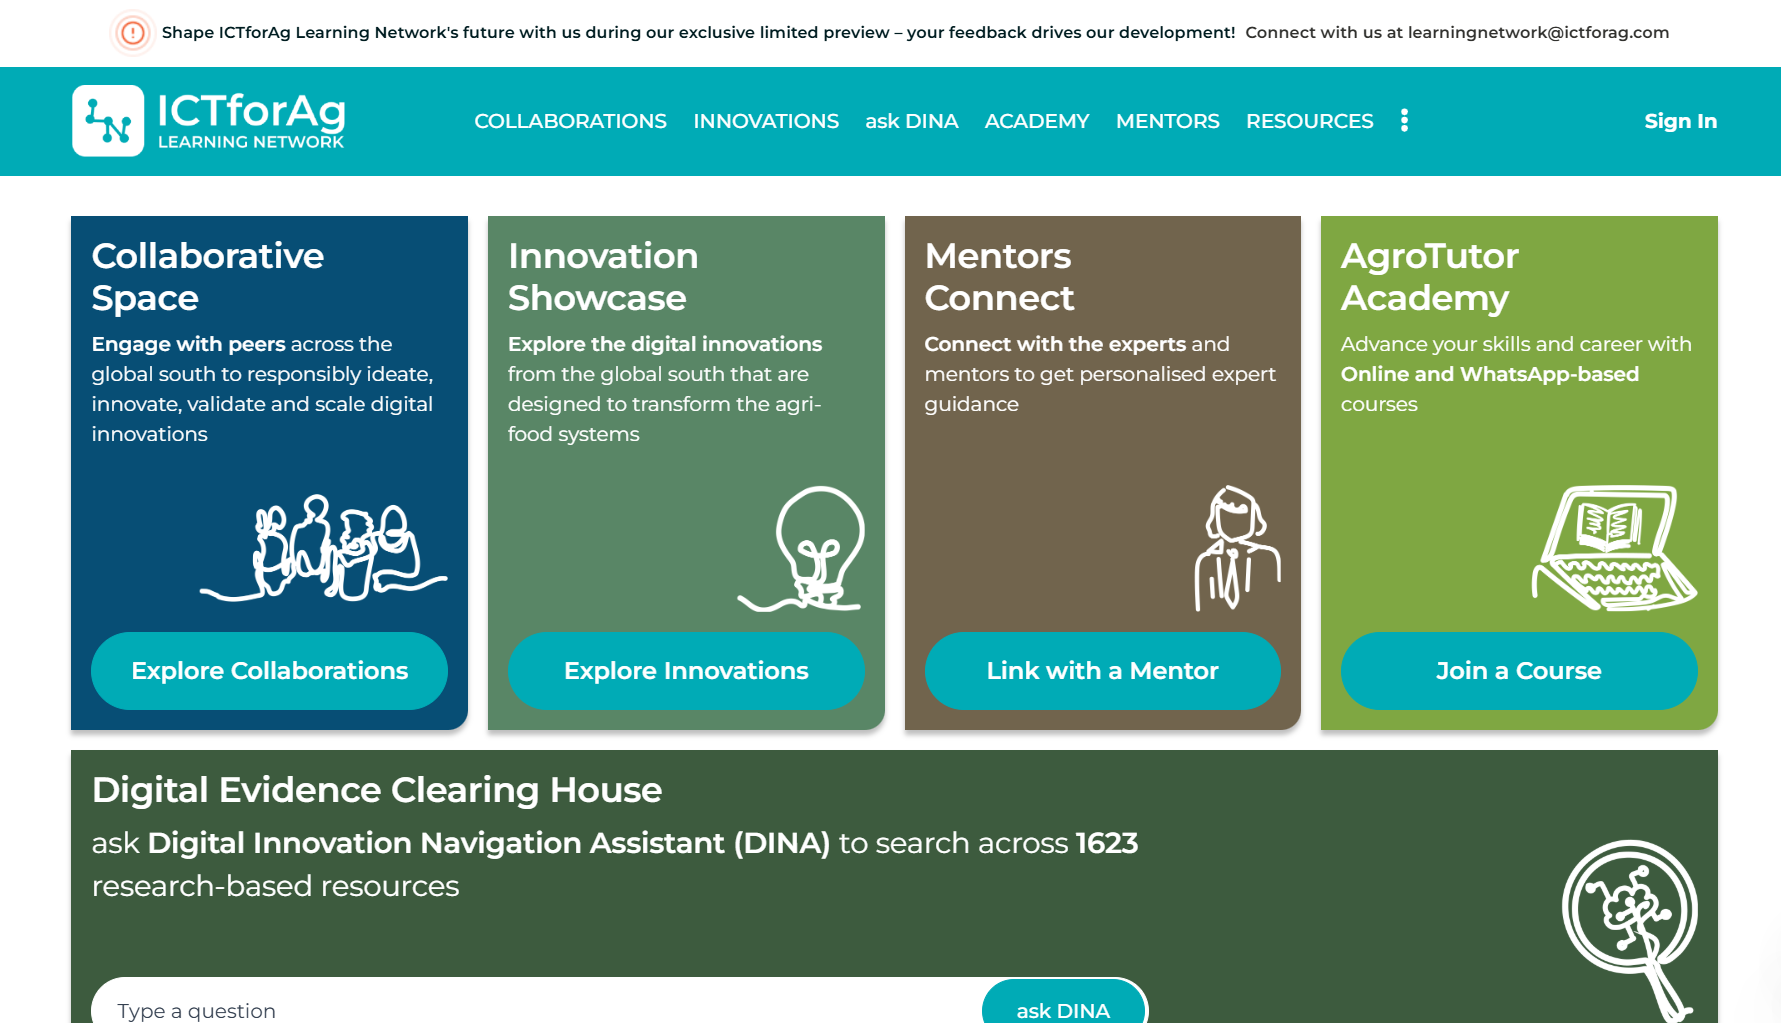 Shape ICTforAg Learning Network's future with us during our exclusive limited preview – your feedback drives our development! Connect with us at learningnetwork@ictforag.com
ICTforAg
LEARNING NETWORK
COLLABORATIONS INNOVATIONS ask DINA ACADEMY MENTORS RESOURCES
Sign In
Collaborative
Space
Engage with peers across the
global south to responsibly ideate,
innovate, validate and scale digital
innovations
Explore Collaborations
Innovation
Showcase
Explore the digital innovations
from the global south that are
designed to transform the agri-
food systems
Explore Innovations
Mentors
Connect
Connect with the experts and
mentors to get personalised expert
guidance
Link with a Mentor
AgroTutor
Academy
Advance your skills and career with
Online and WhatsApp-based
courses
Join a Course
Digital Evidence Clearing House
ask Digital Innovation Navigation Assistant (DINA) to search across 1623
research-based resources
Type a question
ask DINA